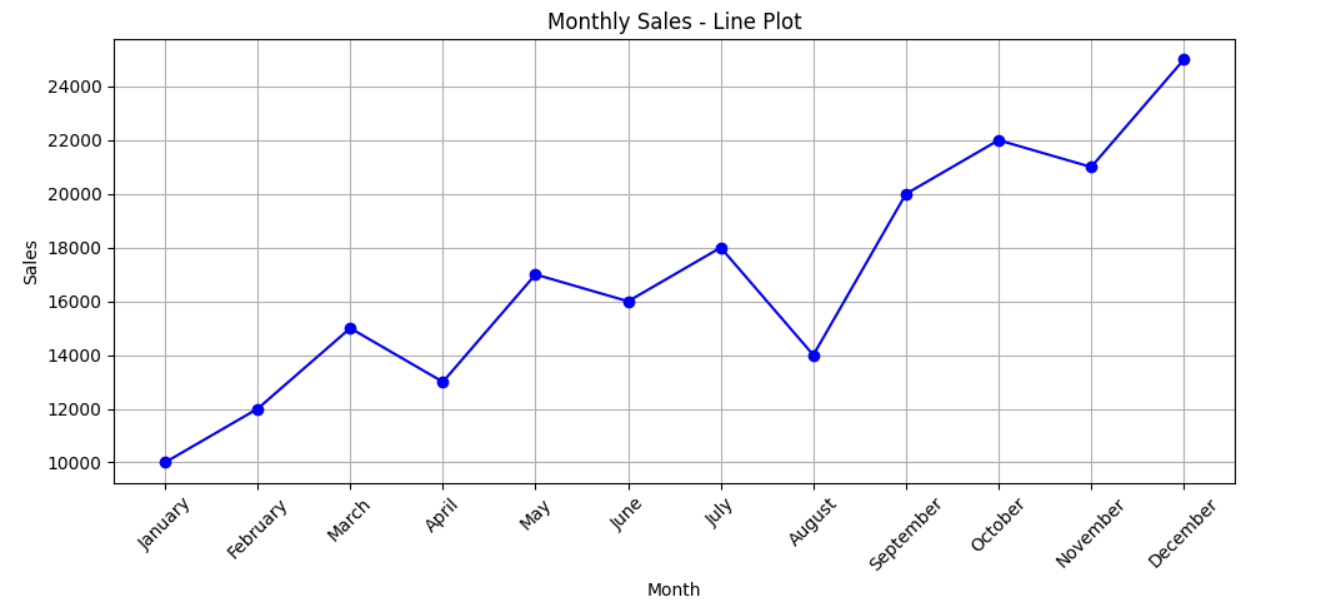 Monthly Sales - Line Plot
24000
22000
20000
18000
16000
14000
12000
10000
Sales
January
February
March
April
May
June
July
August
September
October
November
December
Month